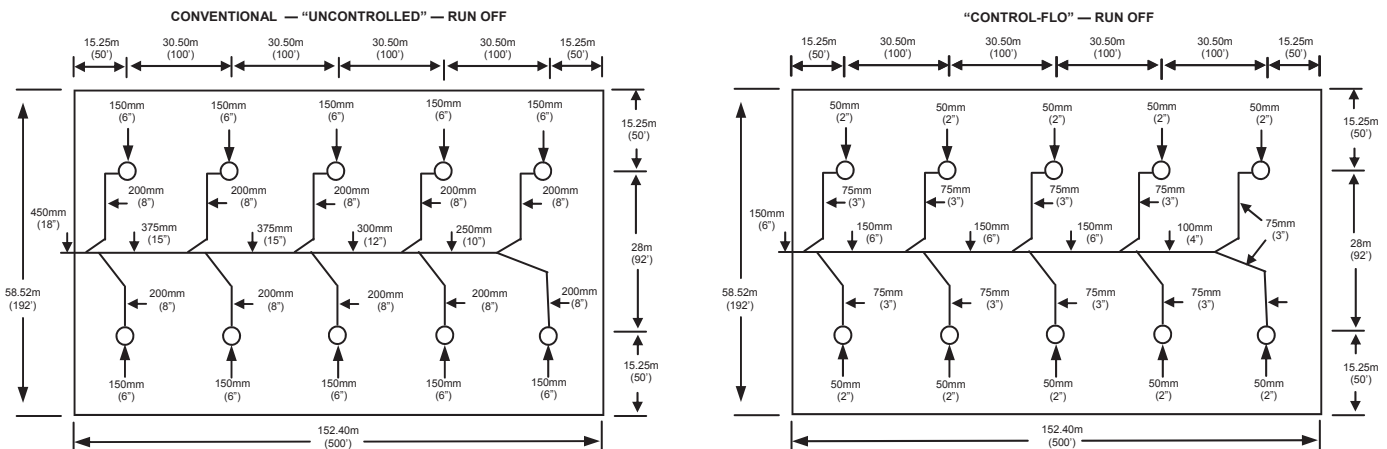 CONVENTIONAL — “UNCONTROLLED” — RUN OFF
15.25m
(50’)
30.50m
(100’)
30.50m
(100’)
30.50m
(100’)
30.50m
(100’)
15.25m
(50’)
150mm
(6”)
150mm
(6”)
150mm
(6”)
150mm
(6”)
150mm
(6”)
15.25m
(50’)
200mm
(8”)
200mm
(8”)
200mm
(8”)
200mm
(8”)
200mm
(8”)
450mm
(18”)
375mm
(15”)
375mm
(15”)
300mm
(12”)
250mm
(10”)
28m
(92’)
58.52m
(192’)
200mm
(8”)
200mm
(8”)
200mm
(8”)
200mm
(8”)
200mm
(8”)
150mm
(6”)
150mm
(6”)
150mm
(6”)
150mm
(6”)
150mm
(6”)
15.25m
(50’)
152.40m
(500’)
“CONTROL-FLO” — RUN OFF
15.25m
(50’)
30.50m
(100’)
30.50m
(100’)
30.50m
(100’)
30.50m
(100’)
15.25m
(50’)
50mm
(2”)
50mm
(2”)
50mm
(2”)
50mm
(2”)
50mm
(2”)
15.25m
(50’)
75mm
(3”)
75mm
(3”)
75mm
(3”)
75mm
(3”)
75mm
(3”)
150mm
(6”)
150mm
(6”)
150mm
(6”)
150mm
(6”)
100mm
(4”)
28m
(92’)
58.52m
(192’)
75mm
(3”)
75mm
(3”)
75mm
(3”)
75mm
(3”)
50mm
(2”)
50mm
(2”)
50mm
(2”)
50mm
(2”)
50mm
(2”)
15.25m
(50’)
152.40m
(500’)